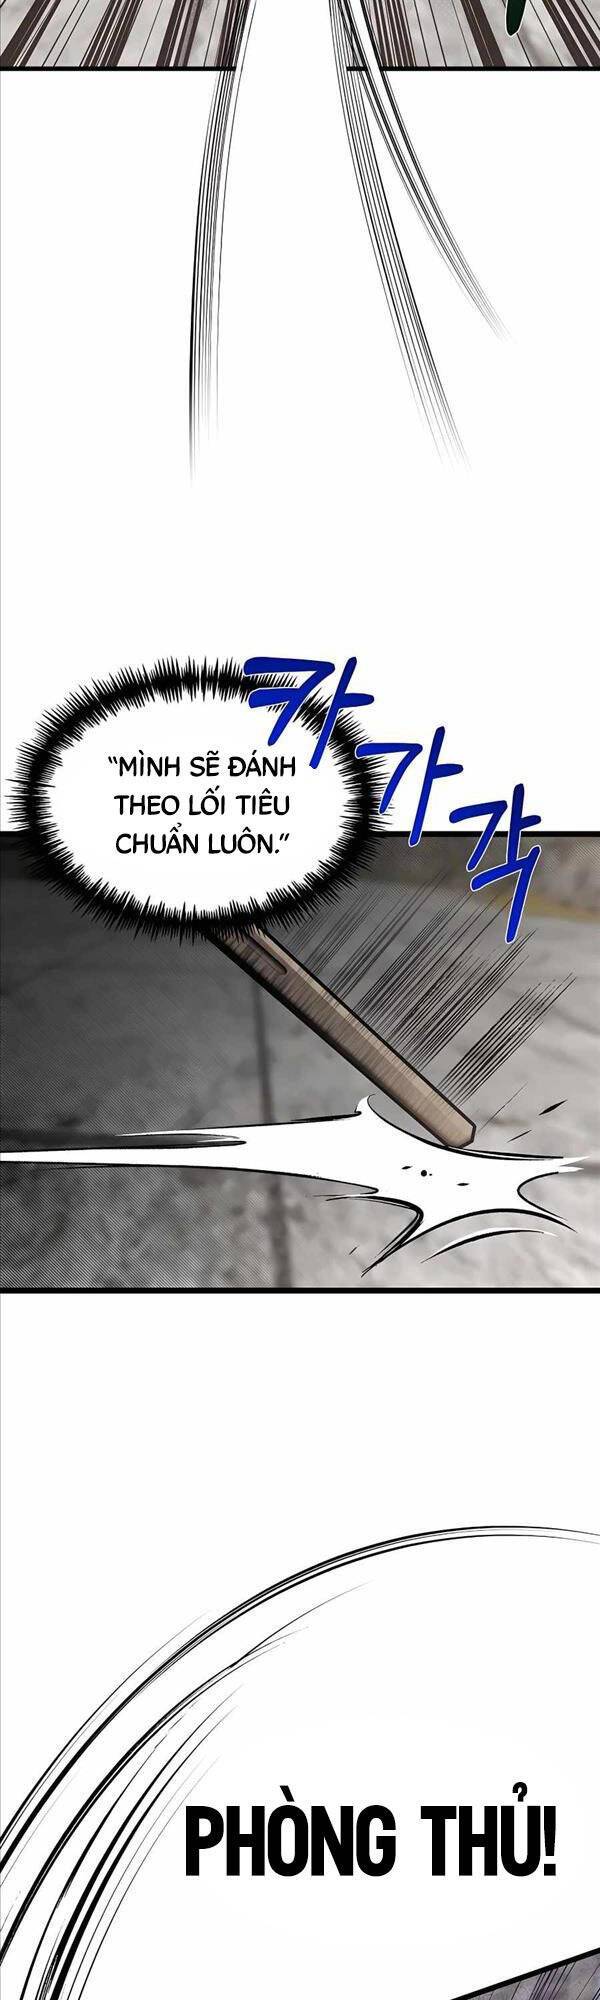 카가각
"MÌNH SẼ ĐÁNH
THEO LỐI TIÊU
CHUẨN LUÔN."
PHÒNG THỦ!